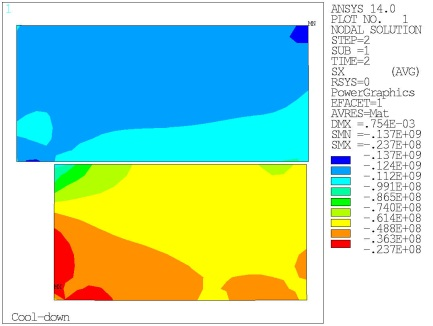 1
MN
ANSYS 14.0
PLOT NO. 1
NODAL SOLUTION
STEP=2
SUB =1
TIME=2
SX (AVG)
RSYS=0
PowerGraphics
EFACET=1
AVRES=Mat
DMX =.754E-03
SMN =-.137E+09
SMX =-.237E+08
-.137E+09
-.124E+09
-.112E+09
-.991E+08
-.865E+08
-.740E+08
-.614E+08
-.488E+08
-.363E+08
-.237E+08
Cool-down